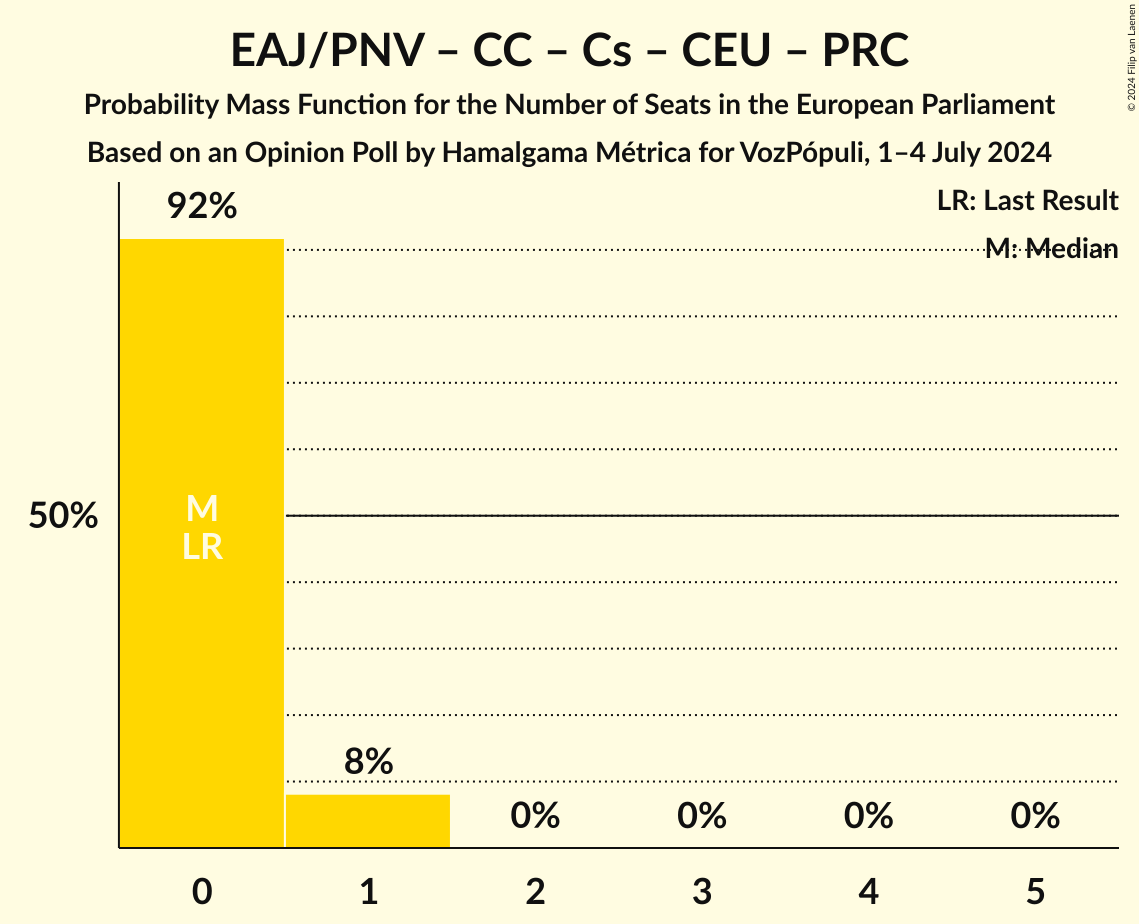 EAJ/PNV – CC – Cs – CEU – PRC
Probability Mass Function for the Number of Seats in the European Parliament
Based on an Opinion Poll by Hamalgama Métrica for VozPópuli, 1–4 July 2024
© 2024 Filip van Laenen
LR: Last Result
M: Median
92%
50%
M
LR
8%
0%
0%
0%
0%
0
1
2
3
4
5